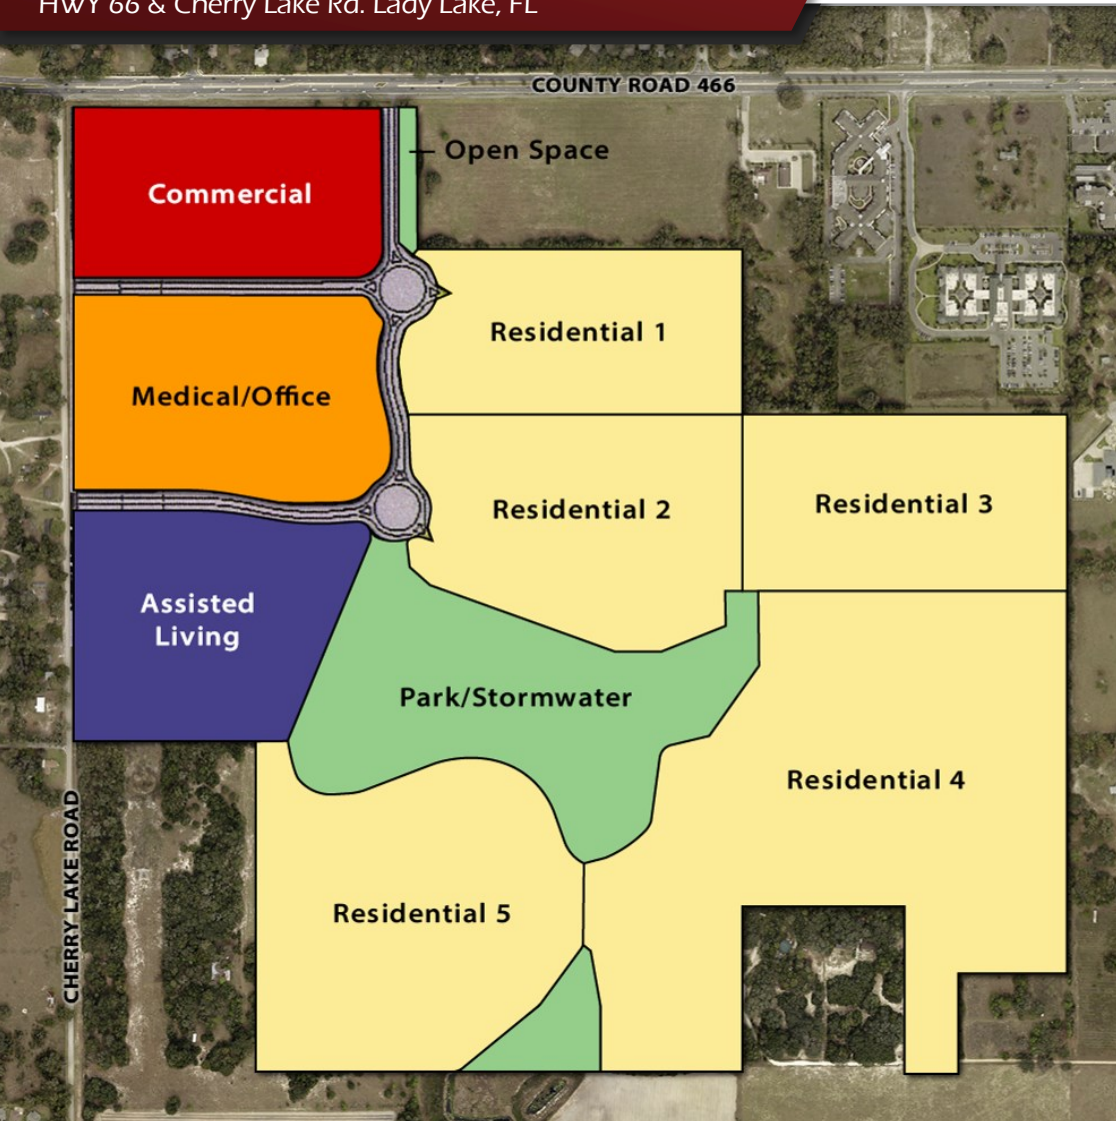 HWY 66 & Cherry Lake Rd. Lady Lake, FL
COUNTY ROAD 466
Open Space
Commercial
Residential 1
Medical/Office
Residential 2
Residential 3
Assisted
Living
Park/Stormwater
Residential 4
CHERRY LAKE ROAD
Residential 5